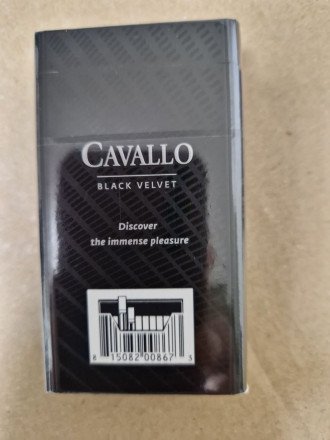 CAVALLO
BLACK VELVET
Discover
the immense pleasure
8 15082 00867 3